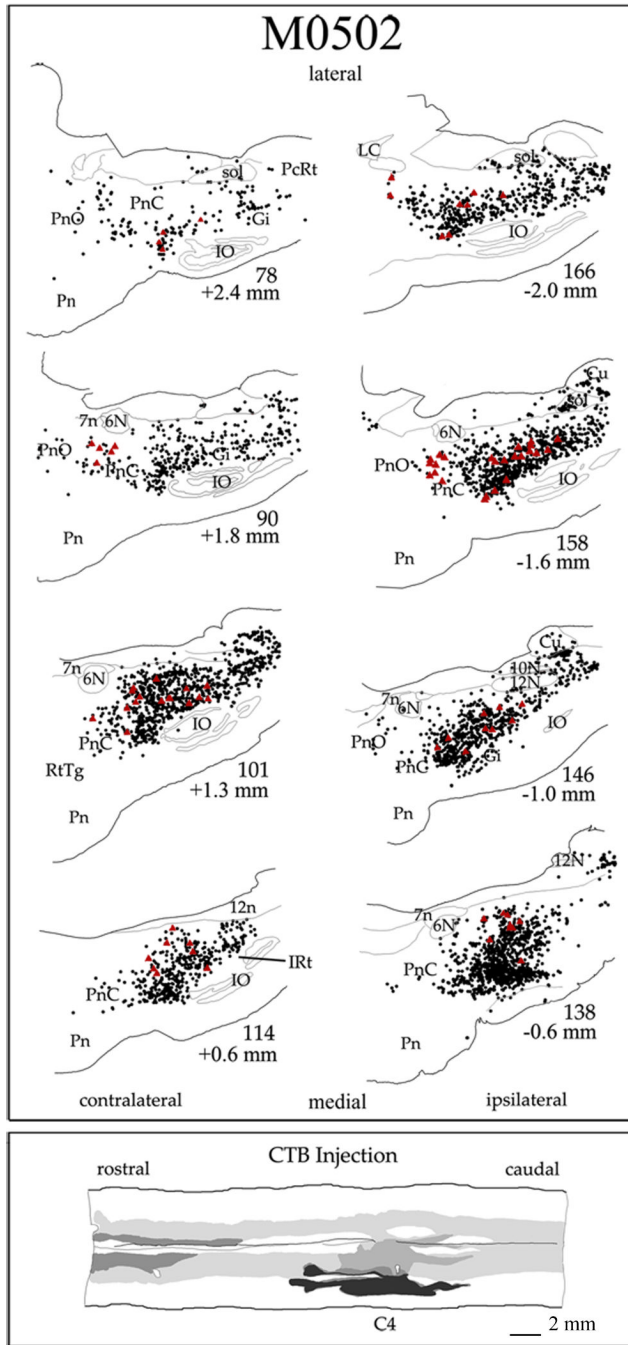 M0502
lateral
sol
PcRt
PnC
PnO
Gi
IO
Pn
78
+2.4 mm
LC
sol
IO
166
-2.0 mm
7n
6N
PnO
Gi
PnC
IO
Pn
90
+1.8 mm
Cu
sol
6N
PnO
PnC
IO
Pn
158
-1.6 mm
7n
6N
IO
PnC
RtTg
Pn
101
+1.3 mm
Cu
10N
12N
7n
6N
IO
PnO
PnC
Gi
Pn
146
-1.0 mm
12n
IRt
IO
PnC
Pn
114
+0.6 mm
12N
7n
6N
PnC
Pn
138
-0.6 mm
contralateral medial ipsilateral
CTB Injection
rostral caudal
C4
2 mm